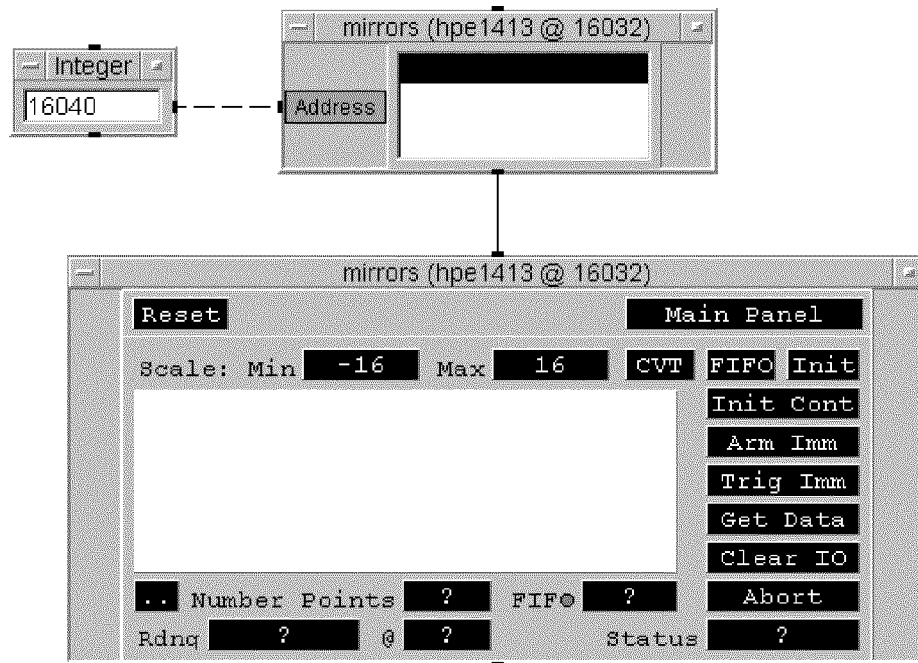 mirrors (hpe1413 @ 16032)
Integer
16040
Address
mirrors (hpe1413 @ 16032)
Reset
Main Panel
Scale: Min -16 Max 16 CVT FIFO Init
Init Cont
Arm Imm
Trig Imm
Get Data
Clear IO
.. Number Points ? FIFO ? Abort
Rdng ? @ ? Status ?